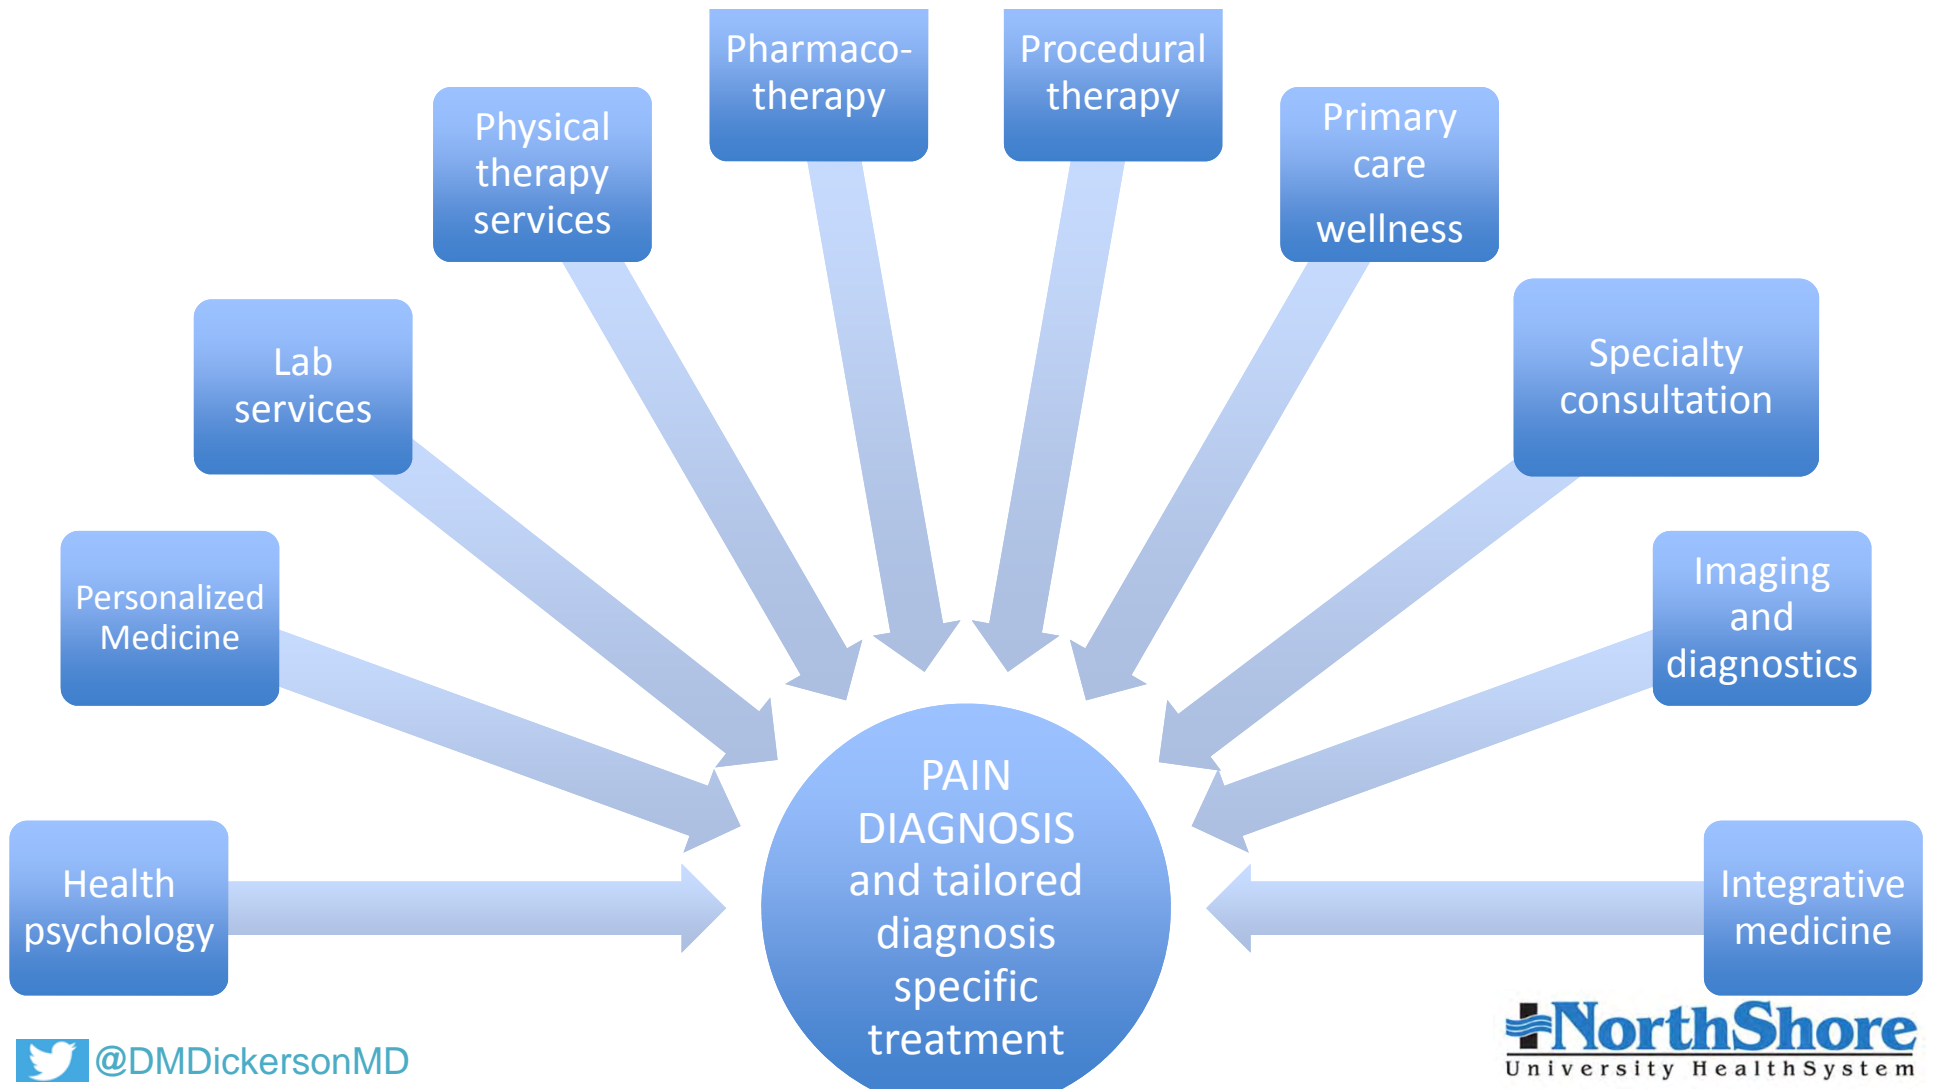 Pharmaco-
therapy
Procedural
therapy
Physical
therapy
services
Primary
care
wellness
Lab
services
Specialty
consultation
Personalized
Medicine
Imaging
and
diagnostics
Health
psychology
PAIN
DIAGNOSIS
and tailored
diagnosis
specific
treatment
Integrative
medicine
@DMDickersonMD
NorthShore
University HealthSystem